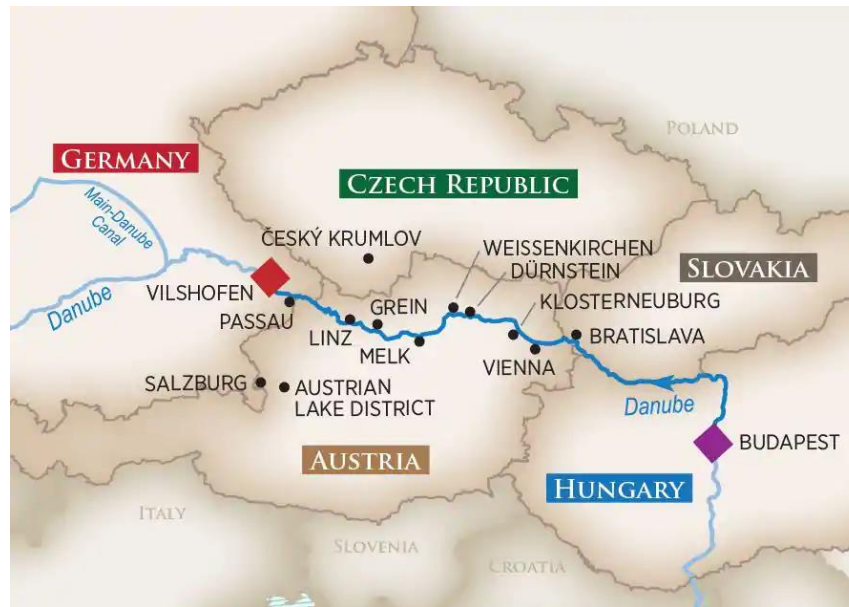 POLAND
GERMANY
CZECH REPUBLIC
Main-Danube
Canal
ČESKÝ KRUMLOV
WEISSENKIRCHEN
DÜRNSTEIN
SLOVAKIA
VILSHOFEN
Danube
PASSAU
GREIN
KLOSTERNEUBURG
LINZ
MELK
VIENNA
BRATISLAVA
SALZBURG
AUSTRIAN
LAKE DISTRICT
Danube
BUDAPEST
AUSTRIA
HUNGARY
ITALY
SLOVENIA
CROATIA